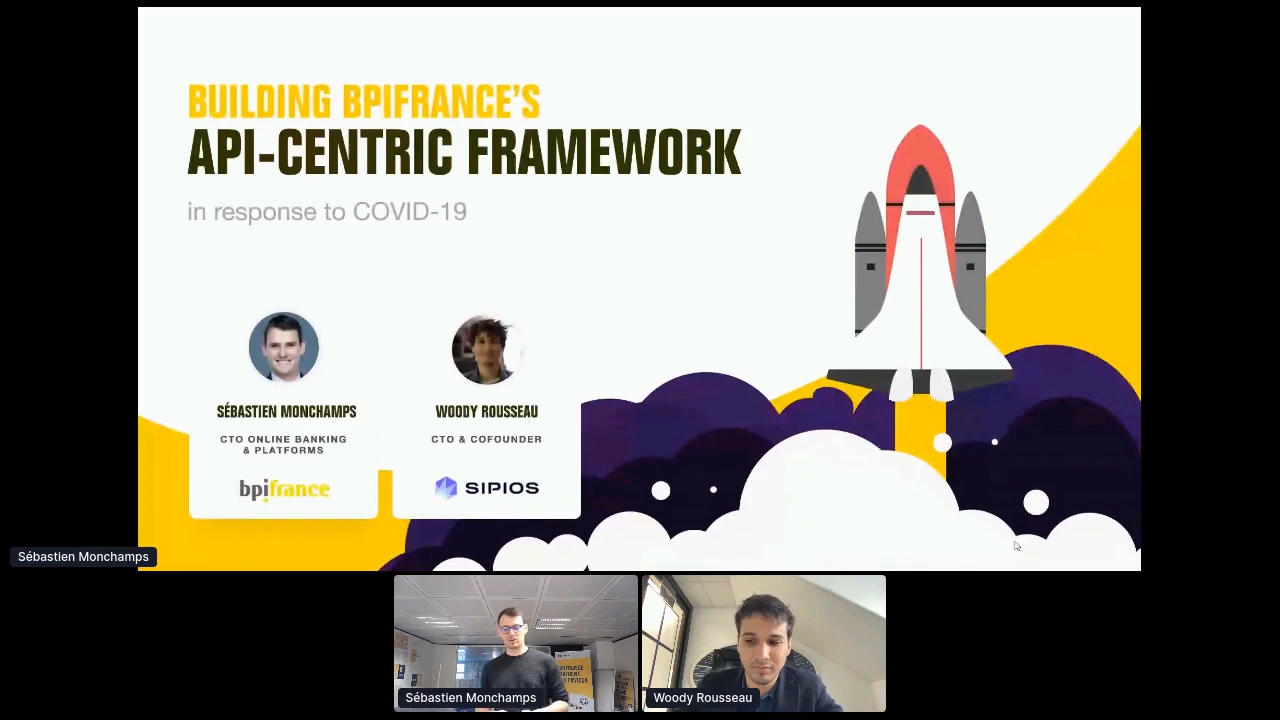 BUILDING BPIFRANCE'S
API-CENTRIC FRAMEWORK
in response to COVID-19
SÉBASTIEN MONCHAMPS
CTO ONLINE BANKING
& PLATFORMS
bpifrance
WOODY ROUSSEAU
CTO & COFOUNDER
SIPIOS
Sébastien Monchamps
Sébastien Monchamps
Woody Rousseau